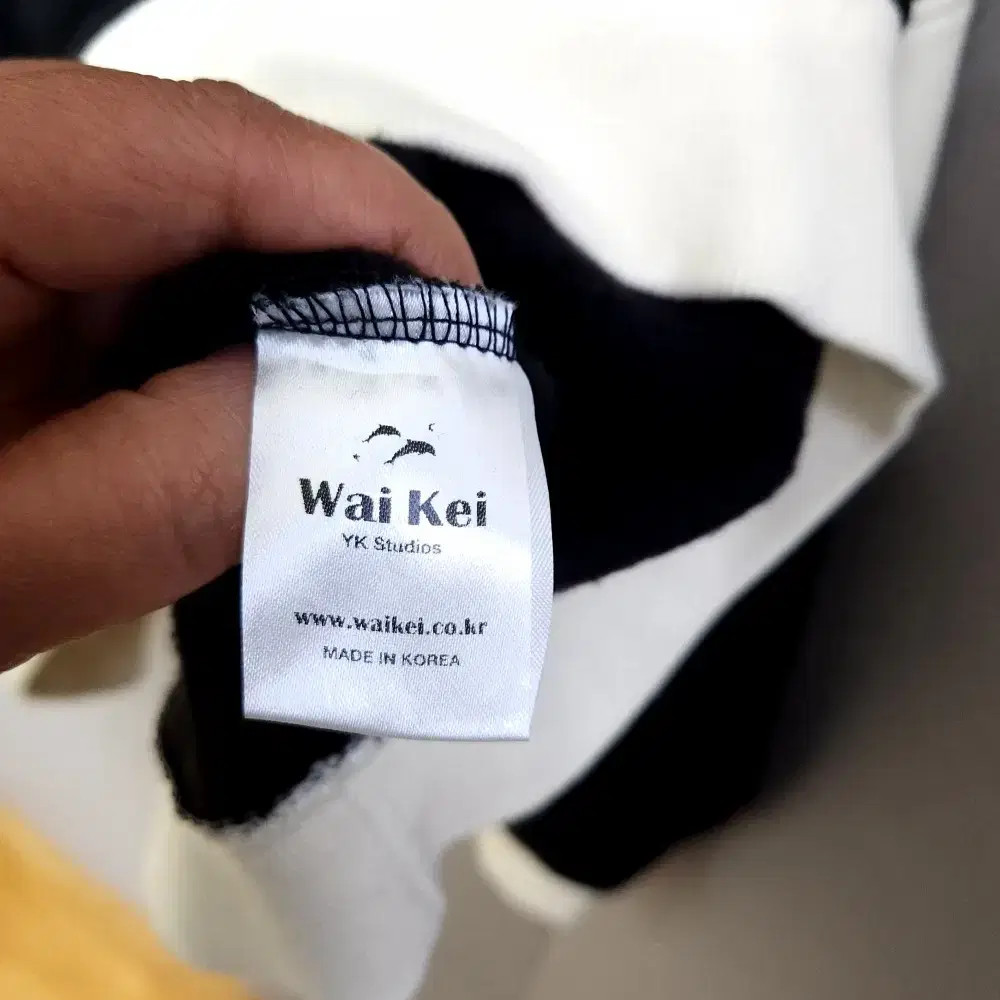 Wai Kei
YK Studios
www.waikei.co.kr
MADE IN KOREA